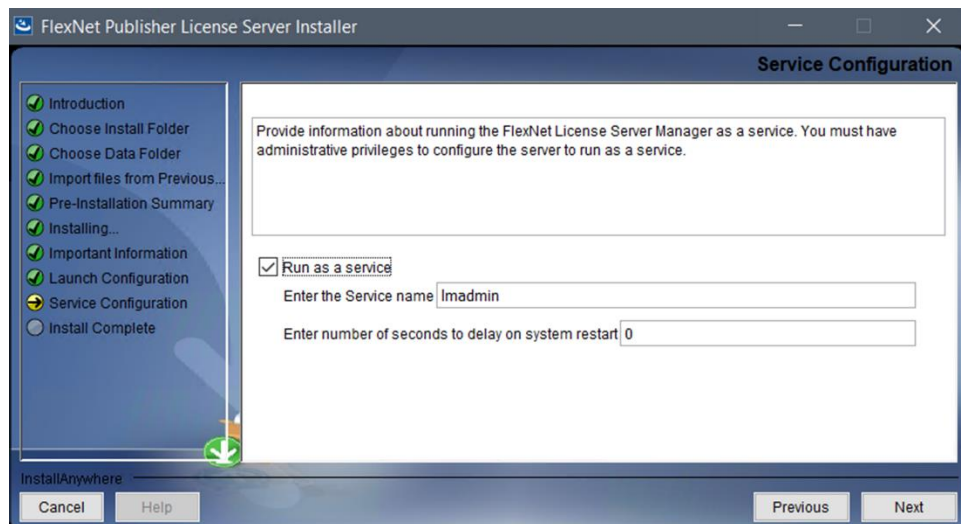 FlexNet Publisher License Server Installer
Service Configuration
Introduction
Choose Install Folder
Choose Data Folder
Import files from Previous...
Pre-Installation Summary
Installing...
Important Information
Launch Configuration
Service Configuration
Install Complete
Provide information about running the FlexNet License Server Manager as a service. You must have
administrative privileges to configure the server to run as a service.
Run as a service
Enter the Service name lmadmin
Enter number of seconds to delay on system restart 0
InstallAnywhere
Cancel Help Previous Next